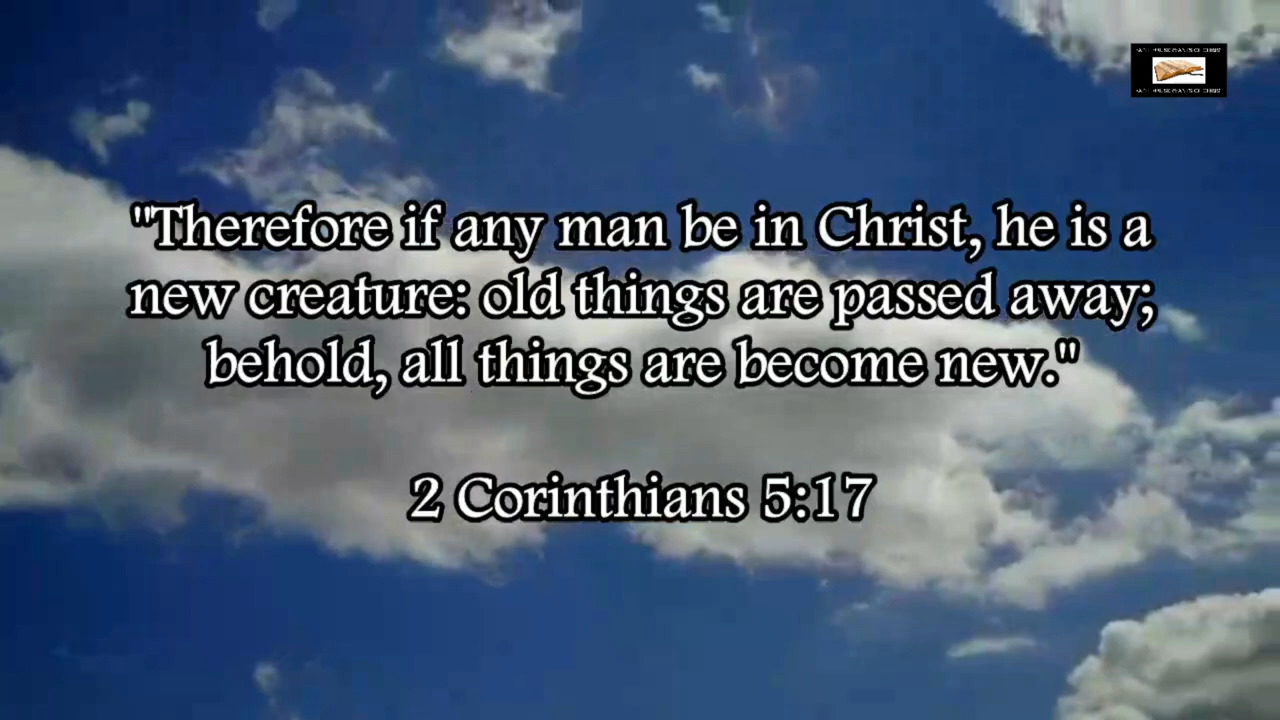 "Therefore if any man be in Christ, he is a
new creature: old things are passed away;
behold, all things are become new."
2 Corinthians 5:17